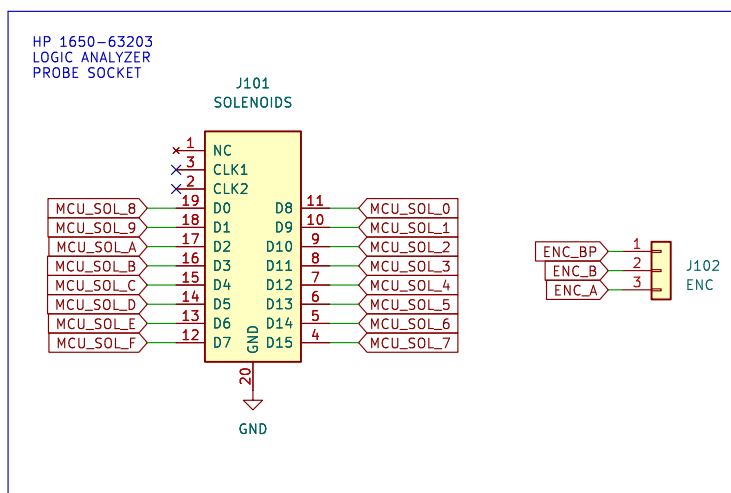 HP 1650-63203
LOGIC ANALYZER
PROBE SOCKET
J101
SOLENOIDS
1 NC
3 CLK1
2 CLK2
MCU_SOL_8 19 D0 D8 11 MCU_SOL_0
MCU_SOL_9 18 D1 D9 10 MCU_SOL_1
MCU_SOL_A 17 D2 D10 9 MCU_SOL_2
MCU_SOL_B 16 D3 D11 8 MCU_SOL_3
MCU_SOL_C 15 D4 D12 7 MCU_SOL_4
MCU_SOL_D 14 D5 D13 6 MCU_SOL_5
MCU_SOL_E 13 D6 D14 5 MCU_SOL_6
MCU_SOL_F 12 D7 D15 4 MCU_SOL_7
GND
20
GND
ENC_BP 1
ENC_B 2
ENC_A 3
J102
ENC